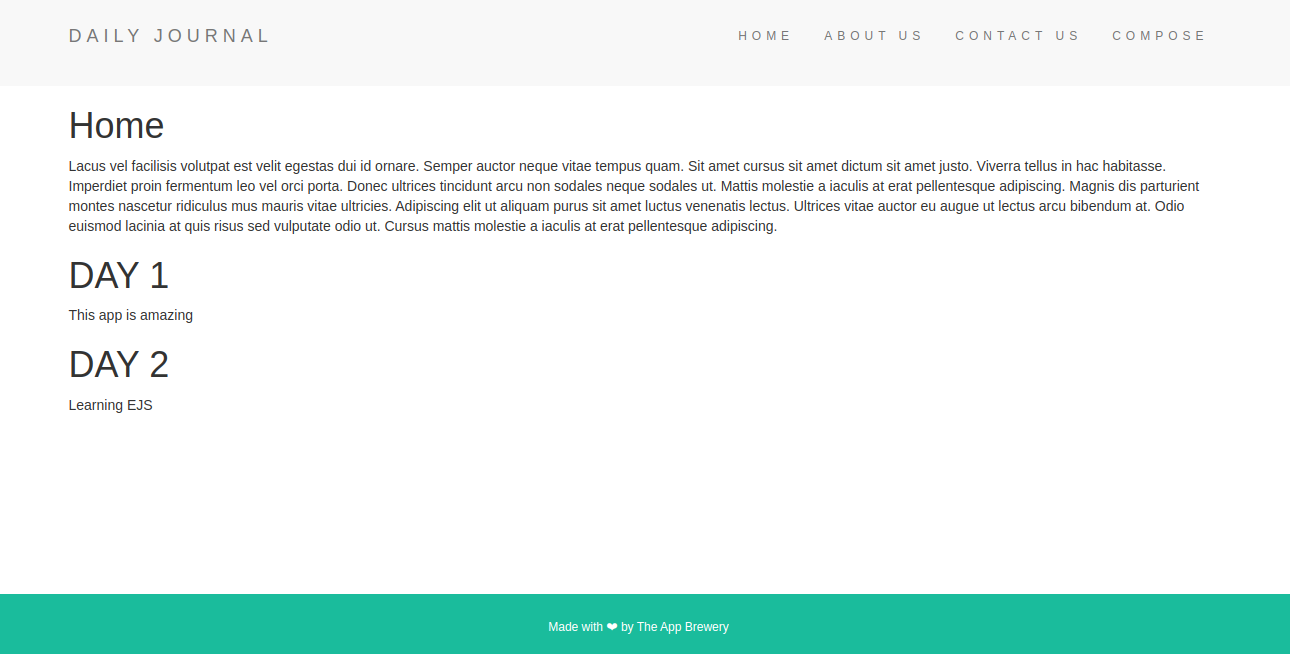 DAILY JOURNAL
HOME ABOUT US CONTACT US COMPOSE
Home
Lacus vel facilisis volutpat est velit egestas dui id ornare. Semper auctor neque vitae tempus quam. Sit amet cursus sit amet dictum sit amet justo. Viverra tellus in hac habitasse.
Imperdiet proin fermentum leo vel orci porta. Donec ultrices tincidunt arcu non sodales neque sodales ut. Mattis molestie a iaculis at erat pellentesque adipiscing. Magnis dis parturient
montes nascetur ridiculus mus mauris vitae ultricies. Adipiscing elit ut aliquam purus sit amet luctus venenatis lectus. Ultrices vitae auctor eu augue ut lectus arcu bibendum at. Odio
euismod lacinia at quis risus sed vulputate odio ut. Cursus mattis molestie a iaculis at erat pellentesque adipiscing.
DAY 1
This app is amazing
DAY 2
Learning EJS
Made with ❤ by The App Brewery